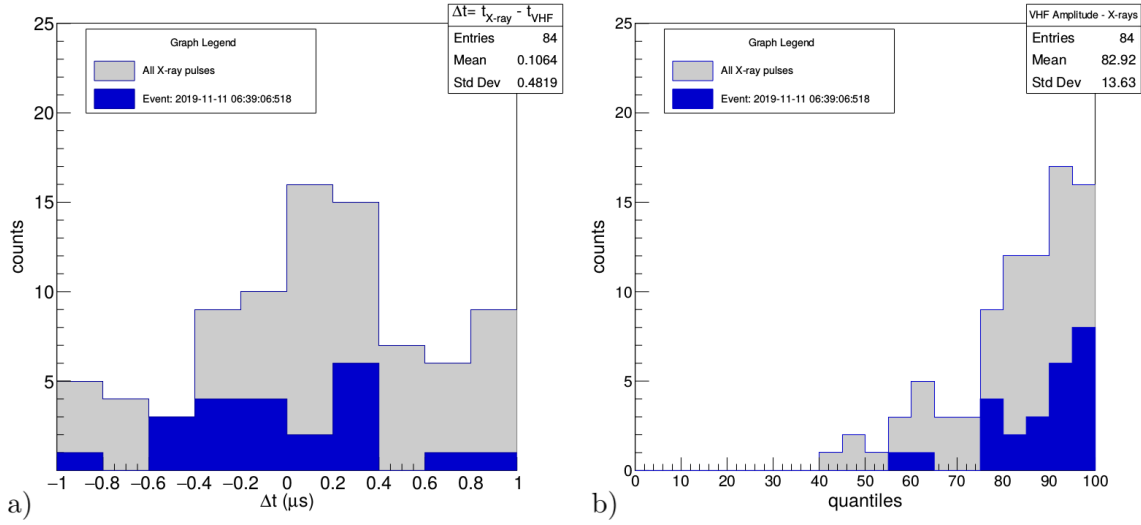 Δt= t_X-ray - t_VHF
Entries 84
Mean 0.1064
Std Dev 0.4819
Graph Legend
All X-ray pulses
Event: 2019-11-11 06:39:06:518
25
20
15
10
5
0
counts
−1 −0.8 −0.6 −0.4 −0.2 0 0.2 0.4 0.6 0.8 1
Δt (μs)
a)
VHF Amplitude - X-rays
Entries 84
Mean 82.92
Std Dev 13.63
Graph Legend
All X-ray pulses
Event: 2019-11-11 06:39:06:518
25
20
15
10
5
0
counts
0 10 20 30 40 50 60 70 80 90 100
quantiles
b)